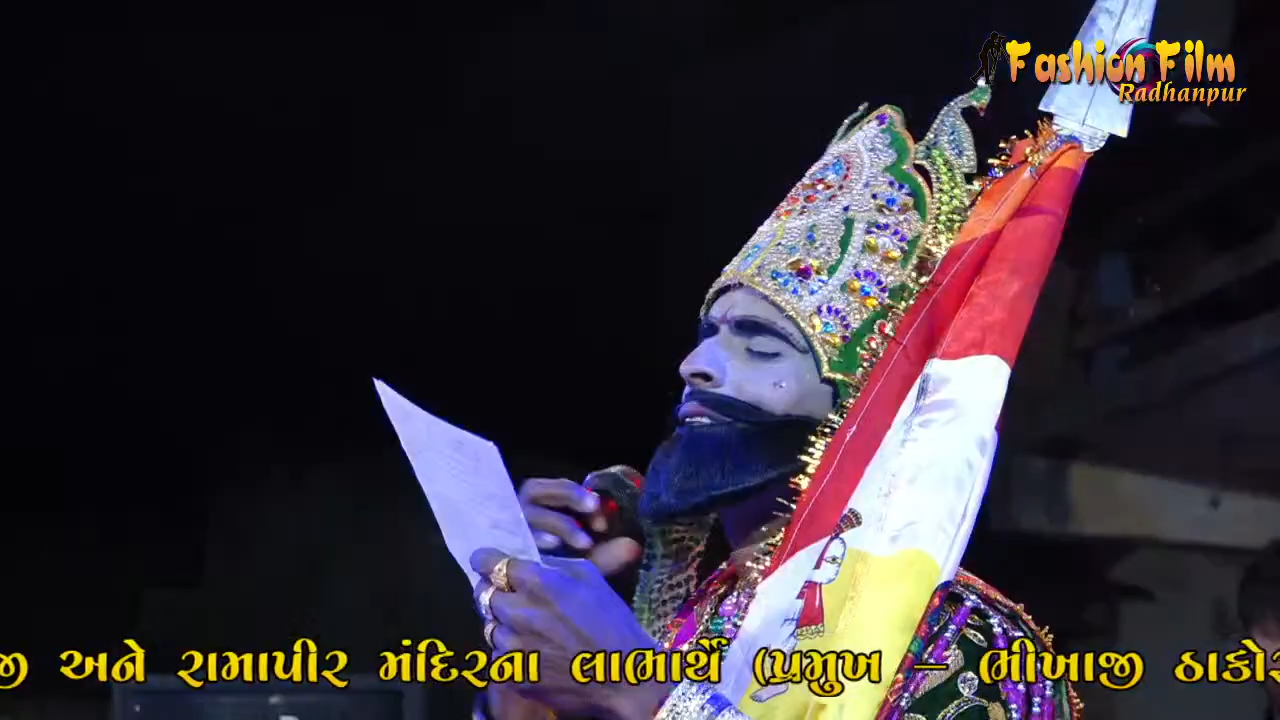 Fashion Film
Radhanpur
જી અને રામાપીર મંદિરના લાભાર્થે (પ્રમુખ – ભીખાજી ઠાકોર